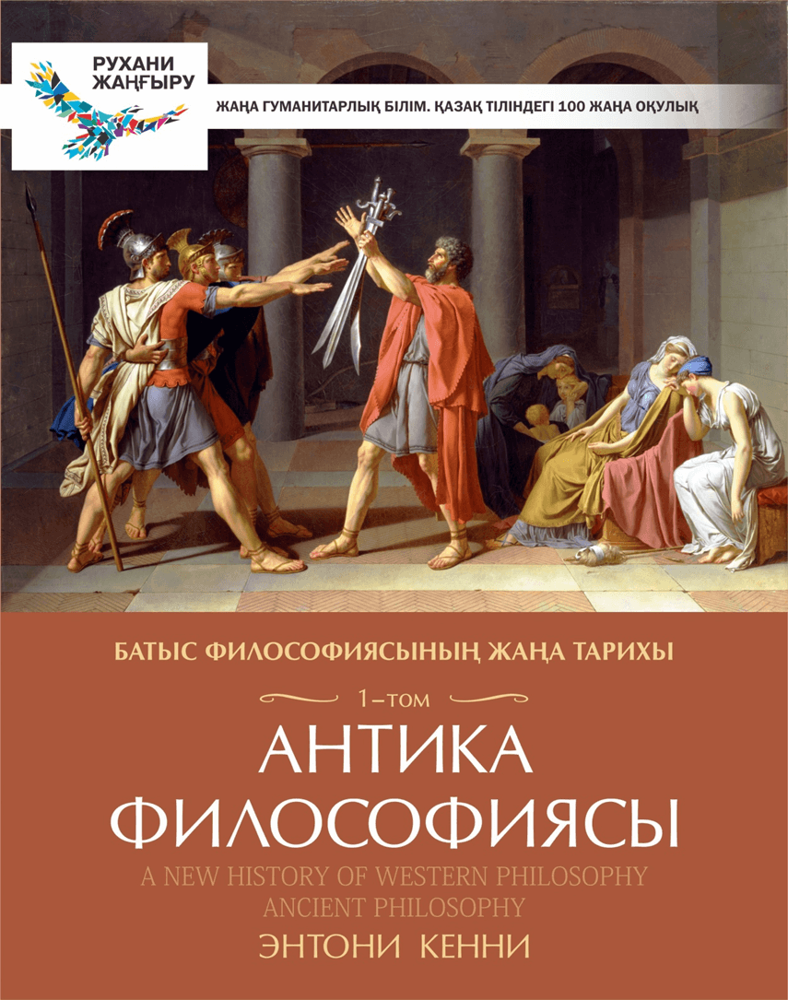 РУХАНИ
ЖАҢҒЫРУ
ЖАҢА ГУМАНИТАРЛЫҚ БІЛІМ. ҚАЗАҚ ТІЛІНДЕГІ 100 ЖАҢА ОҚУЛЫҚ
БАТЫС ФИЛОСОФИЯСЫНЫҢ ЖАҢА ТАРИХЫ
1–ТОМ
АНТИКА
ФИЛОСОФИЯСЫ
A NEW HISTORY OF WESTERN PHILOSOPHY
ANCIENT PHILOSOPHY
ЭНТОНИ КЕННИ